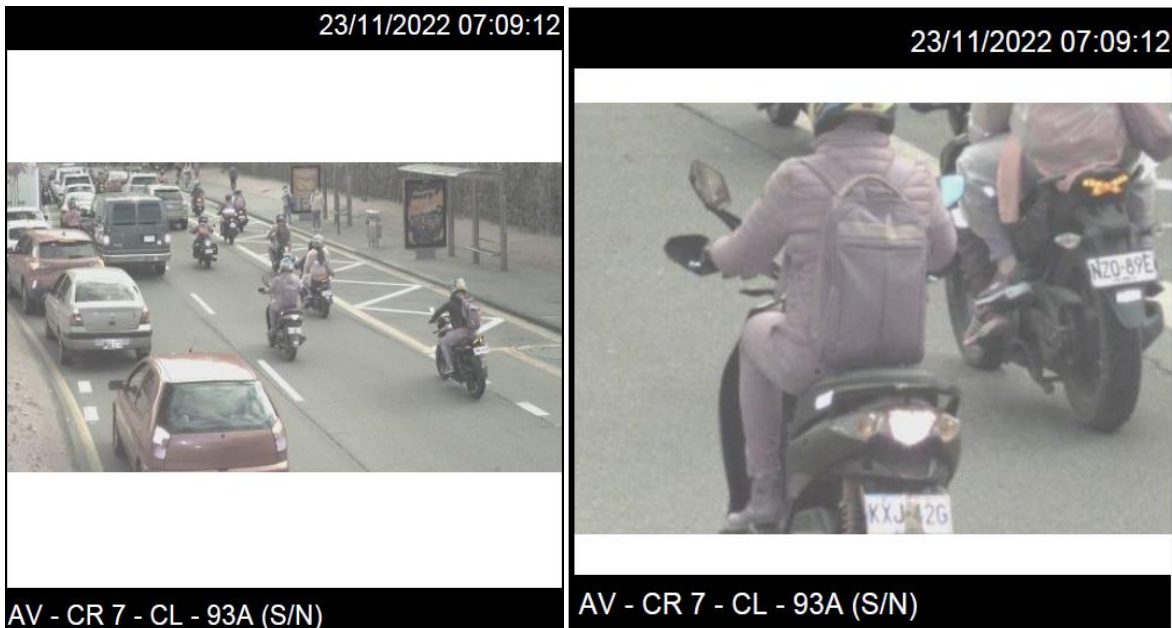 23/11/2022 07:09:12
AV - CR 7 - CL - 93A (S/N)
23/11/2022 07:09:12
NZQ-89E
KXJ-42G
AV - CR 7 - CL - 93A (S/N)